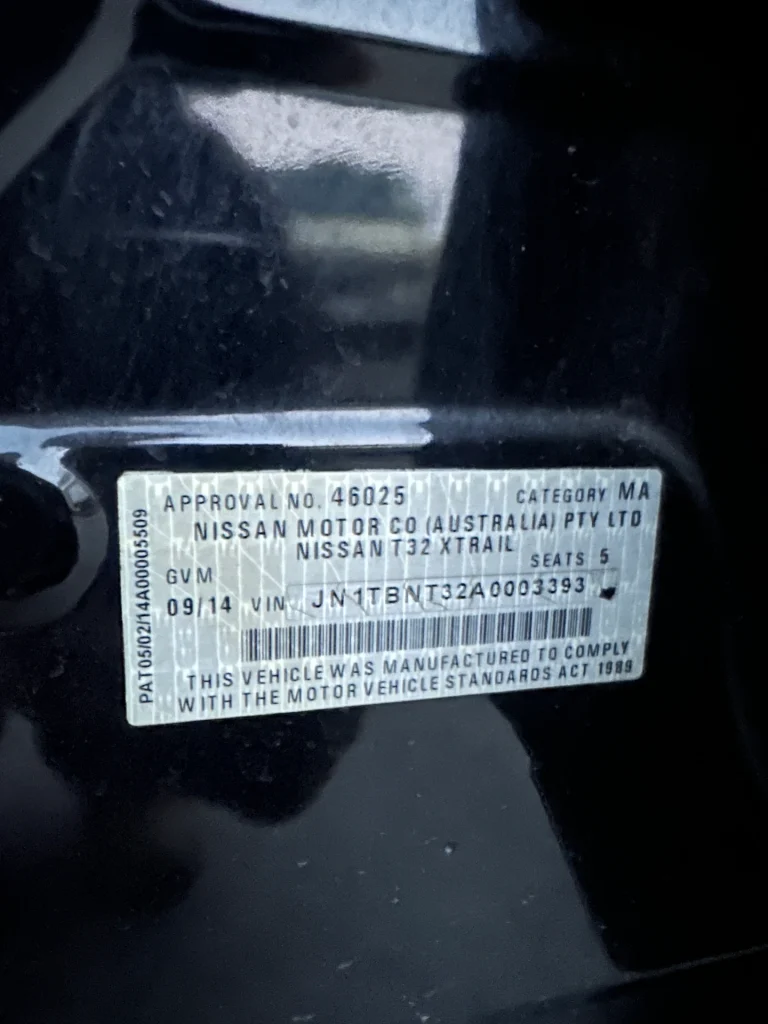 APPROVAL NO. 46025 CATEGORY MA
NISSAN MOTOR CO (AUSTRALIA) PTY LTD
NISSAN T32 XTRAIL
SEATS 5
GVM
09/14 VIN JN1TBNT32A0003393
THIS VEHICLE WAS MANUFACTURED TO COMPLY
WITH THE MOTOR VEHICLE STANDARDS ACT 1989
PAT05/02/14A00005509